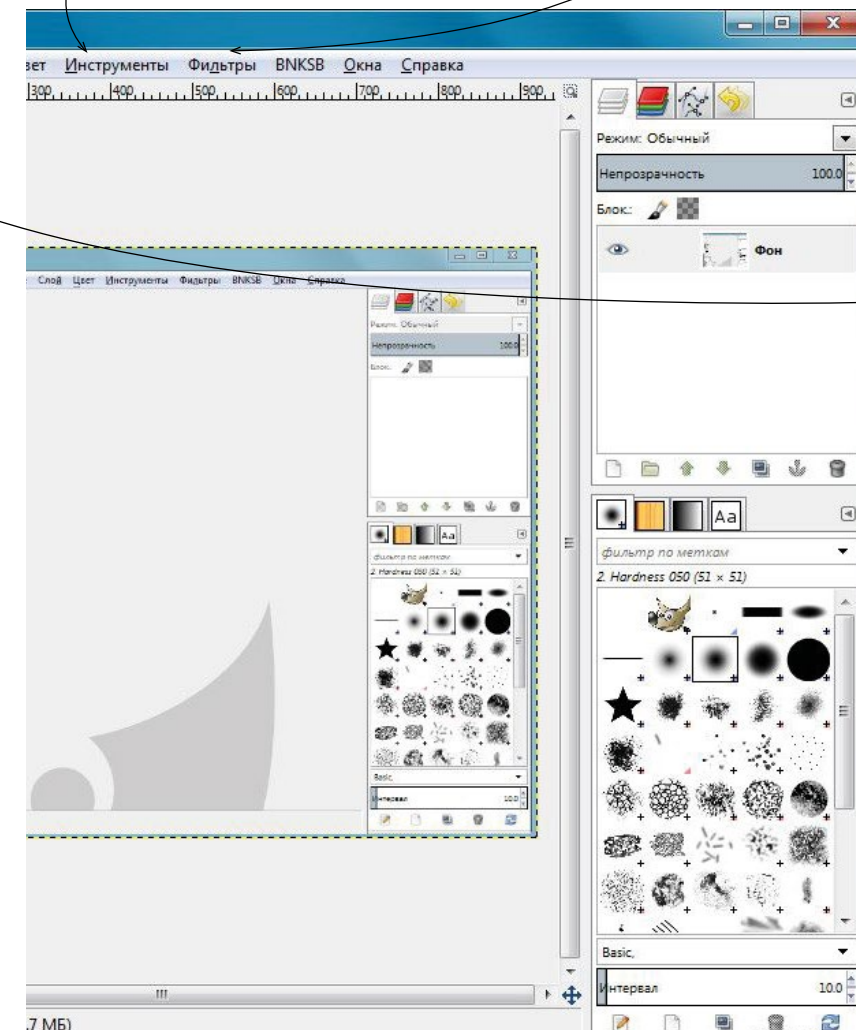 вет Инструменты Фильтры BNKSB Окна Справка
300 400 500 600 700 800 900
Режим: Обычный
Непрозрачность 100.0
Блок.:
Фон
Слой Цвет Инструменты Фильтры BNKSB Окна Справка
Режим: Обычный
Непрозрачность 100.0
Блок.:
Aa
фильтр по меткам
2. Hardness 050 (51 × 51)
Basic,
Интервал 10.0
Aa
фильтр по меткам
2. Hardness 050 (51 × 51)
Basic,
Интервал 10.0
.7 МБ)